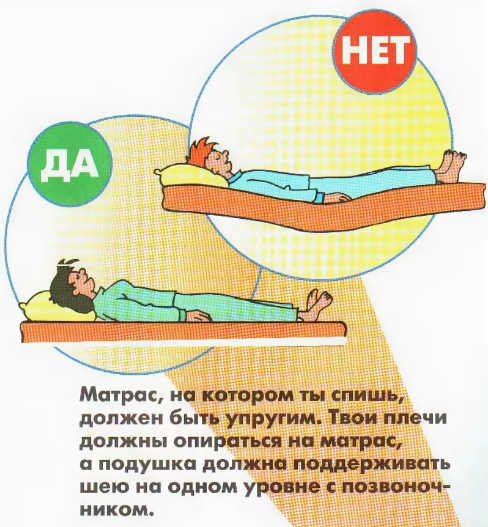 НЕТ
ДА
Матрас, на котором ты спишь,
должен быть упругим. Твои плечи
должны опираться на матрас,
а подушка должна поддерживать
шею на одном уровне с позвоноч-
ником.